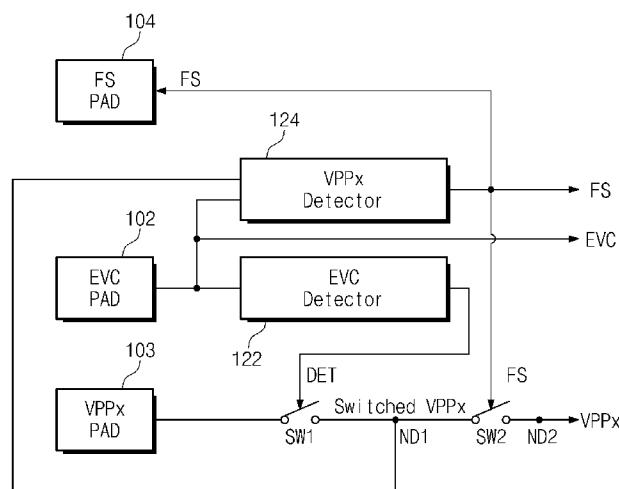 104
FS
PAD
FS
124
VPPx
Detector
FS
102
EVC
EVC
PAD
EVC
Detector
122
103
DET
FS
VPPx
PAD
Switched VPPx
VPPx
SW1
ND1
SW2
ND2